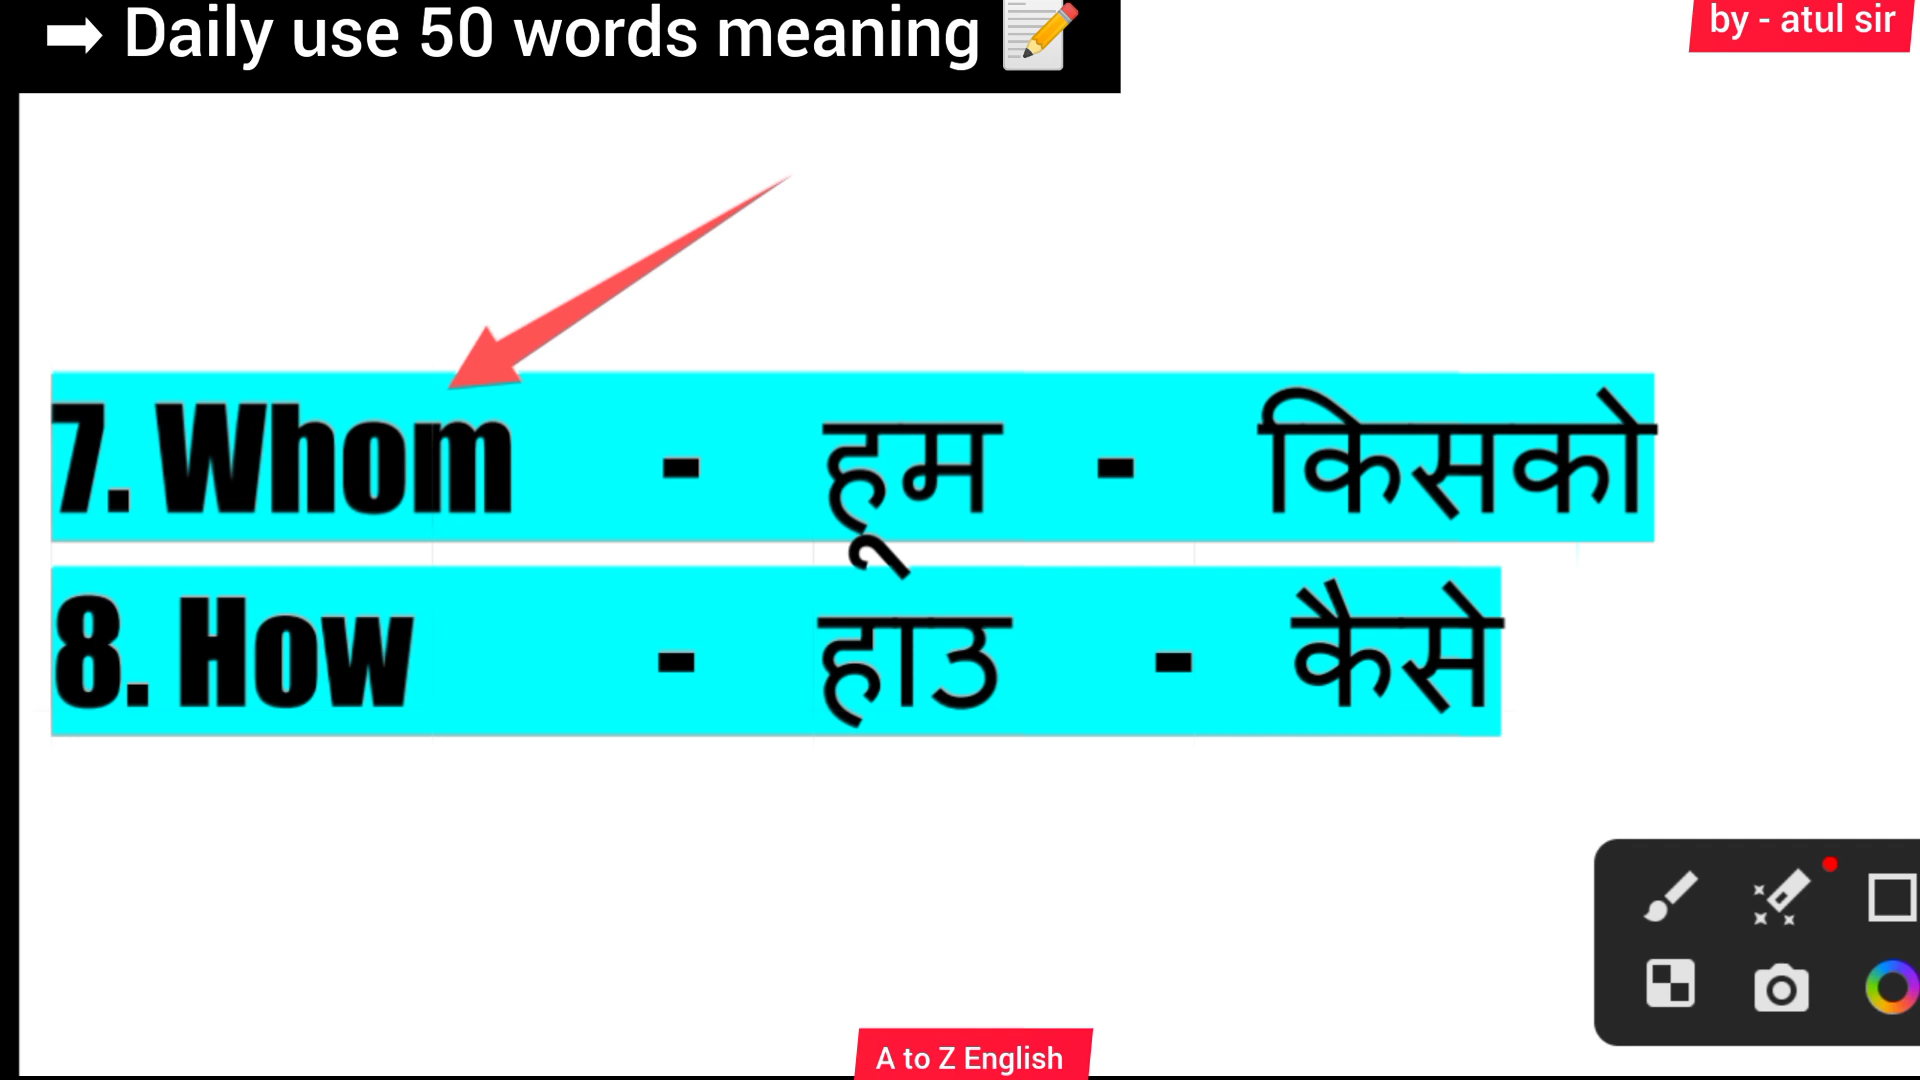 ➡ Daily use 50 words meaning 📝
by - atul sir
7. Whom - हूम - किसको
8. How - हाउ - कैसे
A to Z English